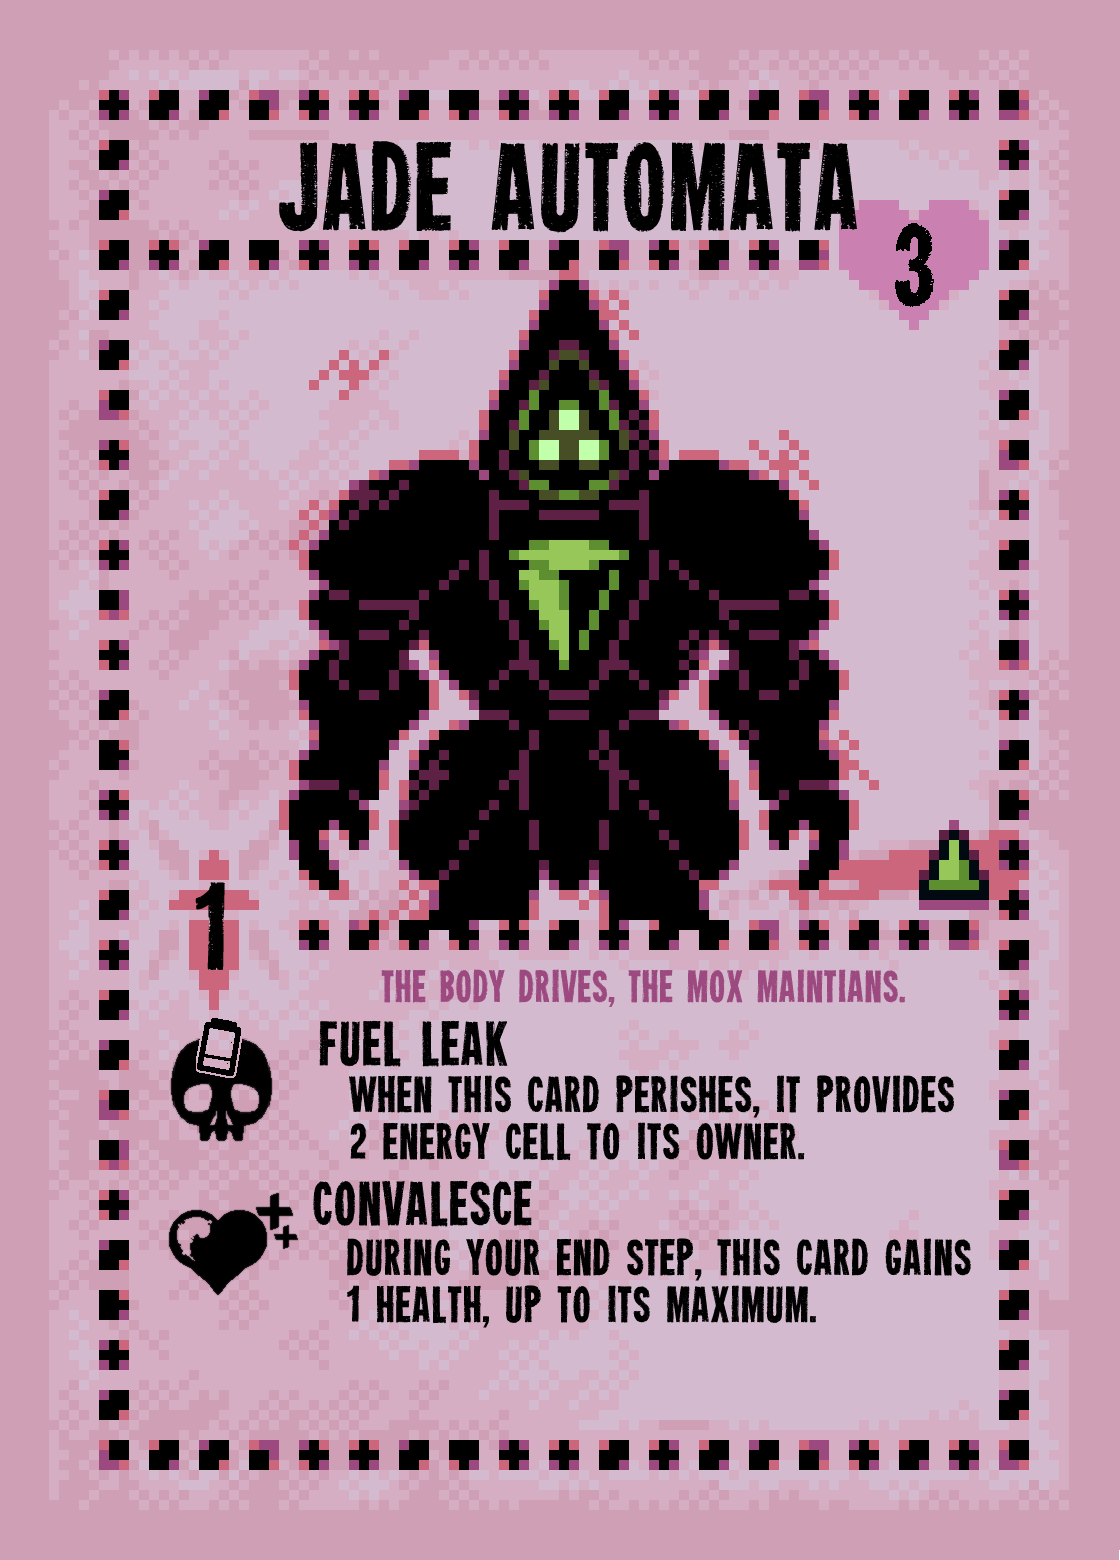 JADE AUTOMATA
3
1
THE BODY DRIVES, THE MOX MAINTIANS.
FUEL LEAK
WHEN THIS CARD PERISHES, IT PROVIDES
2 ENERGY CELL TO ITS OWNER.
CONVALESCE
DURING YOUR END STEP, THIS CARD GAINS
1 HEALTH, UP TO ITS MAXIMUM.